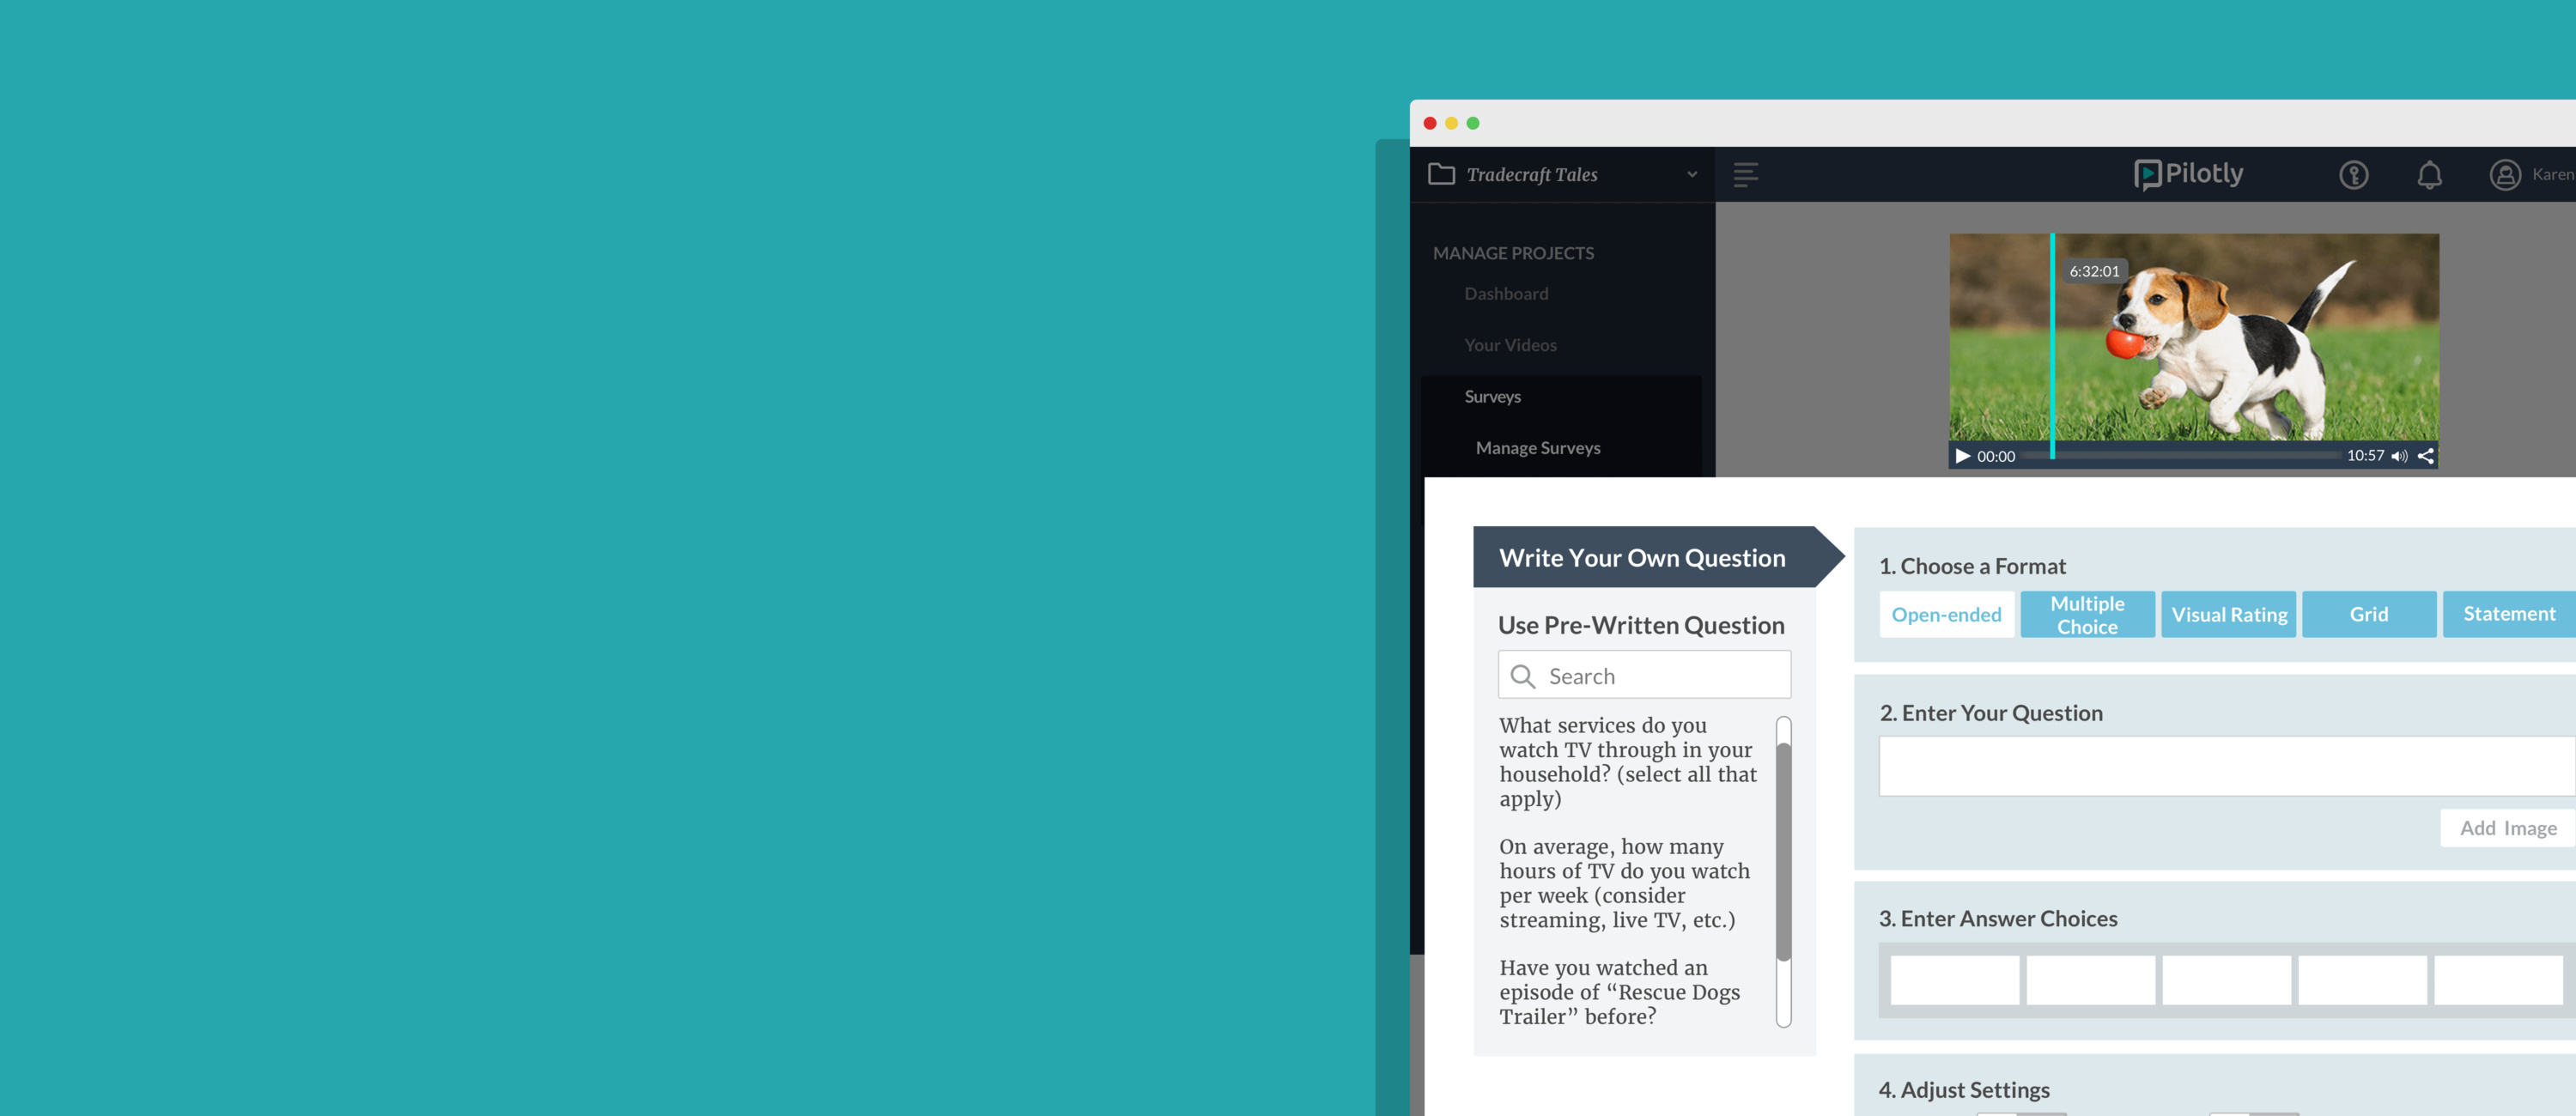 Tradecraft Tales
Pilotly
Karen
MANAGE PROJECTS
Dashboard
Your Videos
Surveys
Manage Surveys
6:32:01
00:00
10:57
Write Your Own Question
Use Pre-Written Question
Search
What services do you
watch TV through in your
household? (select all that
apply)
On average, how many
hours of TV do you watch
per week (consider
streaming, live TV, etc.)
Have you watched an
episode of “Rescue Dogs
Trailer” before?
1. Choose a Format
Open-ended
Multiple
Choice
Visual Rating
Grid
Statement
2. Enter Your Question
Add Image
3. Enter Answer Choices
4. Adjust Settings